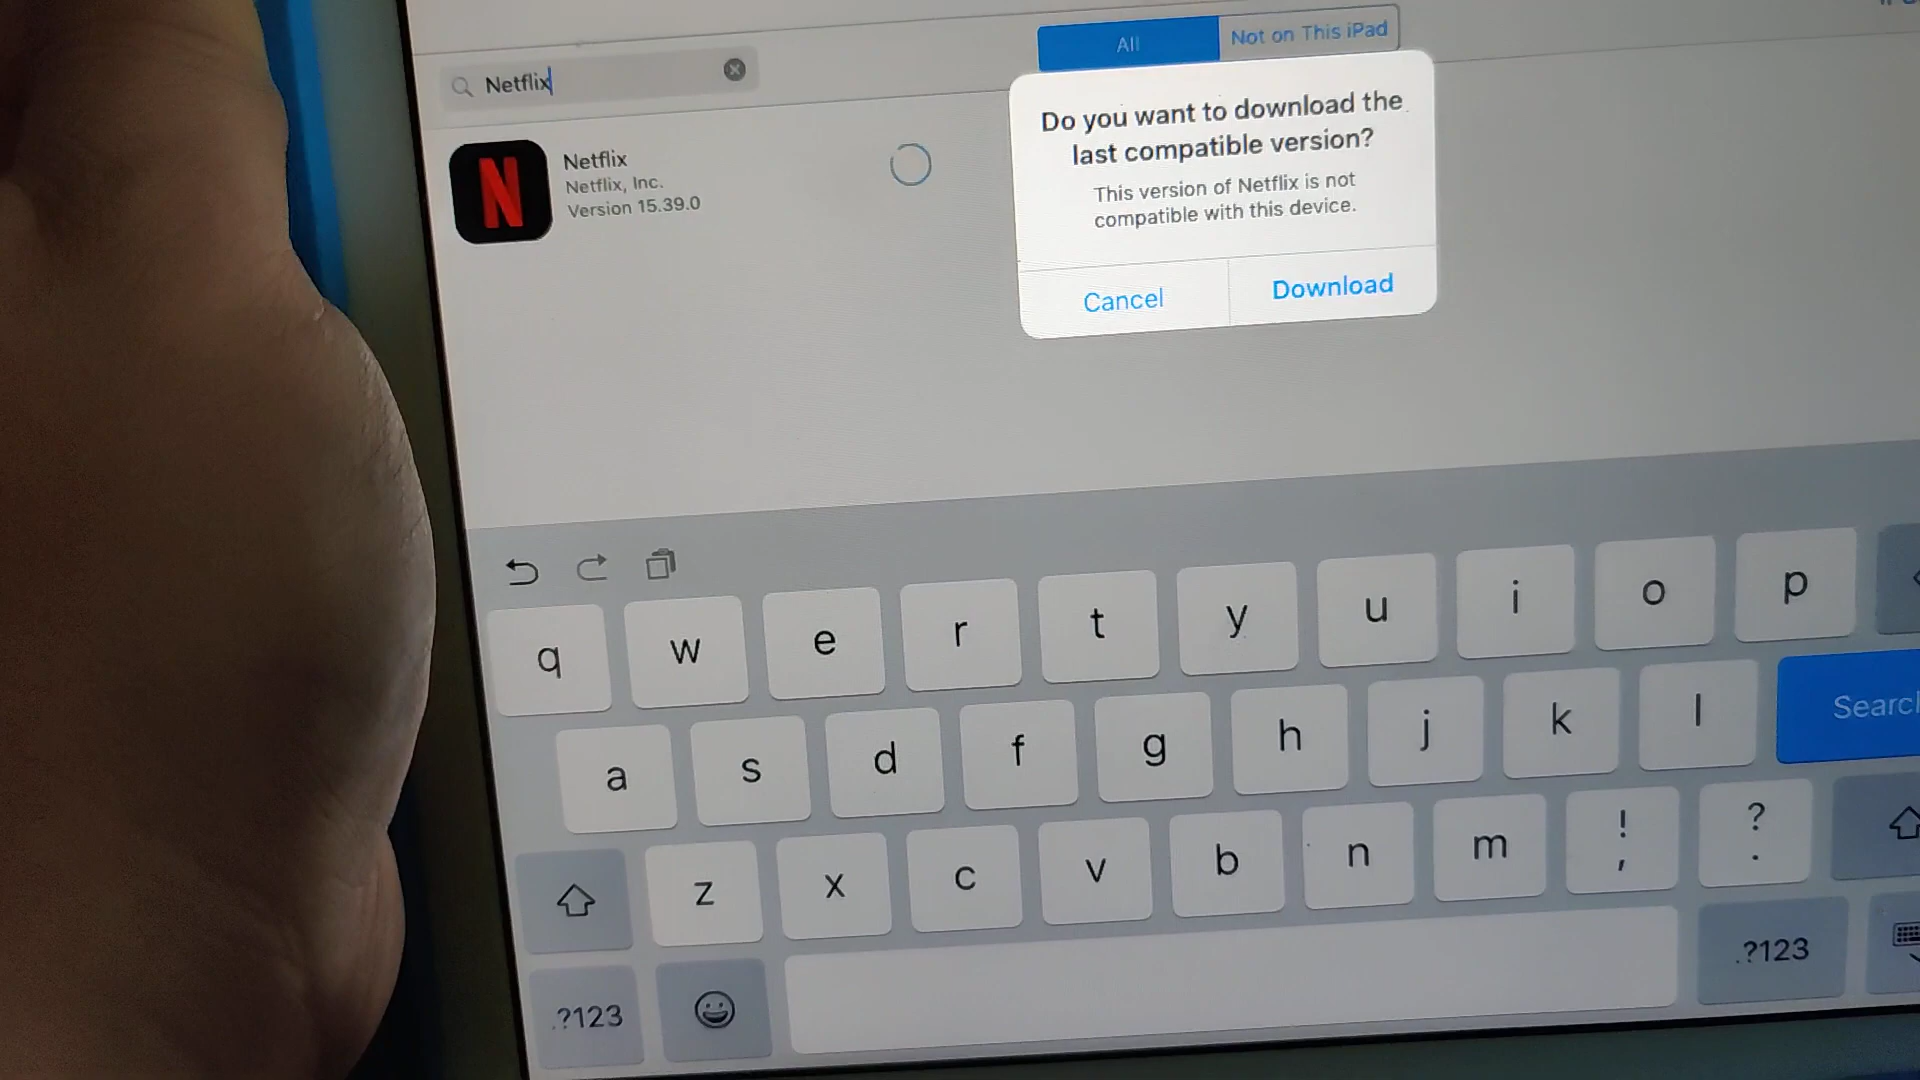 All
Not on This iPad
Netflix
Do you want to download the
last compatible version?
This version of Netflix is not
compatible with this device.
Cancel
Download
N
Netflix
Netflix, Inc.
Version 15.39.0
q w e r t y u i o p
a s d f g h j k l Search
z x c v b n m ! , ? .
.?123
.?123